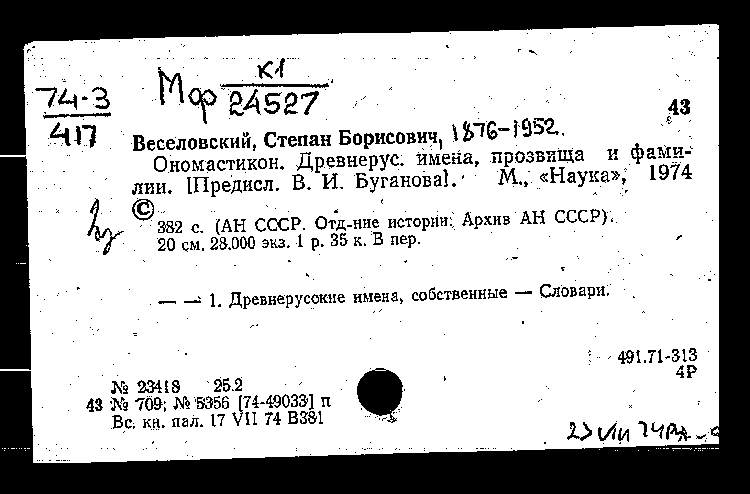 74-3
417
Мф К1
24527
43
Веселовский, Степан Борисович, 1876-1952.
Ономастикон. Древнерус. имена, прозвища и фами-
лии. [Предисл. В. И. Буганова]. М., «Наука», 1974
©
382 с. (АН СССР. Отд-ние истории. Архив АН СССР).
20 см. 28.000 экз. 1 р. 35 к. В пер.
— — 1. Древнерусские имена, собственные — Словари.
491.71-313
4Р
№ 23418 25.2
43 № 709; № 5356 [74-49033] п
Вс. кн. пал. 17 VII 74 В381
23 VIII 74